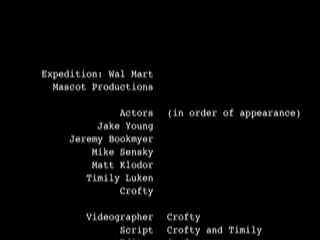 Expedition: Wal Mart
Mascot Productions
Actors (in order of appearance)
Jake Young
Jeremy Bookmyer
Mike Sensky
Matt Klodor
Timily Luken
Crofty
Videographer Crofty
Script Crofty and Timily